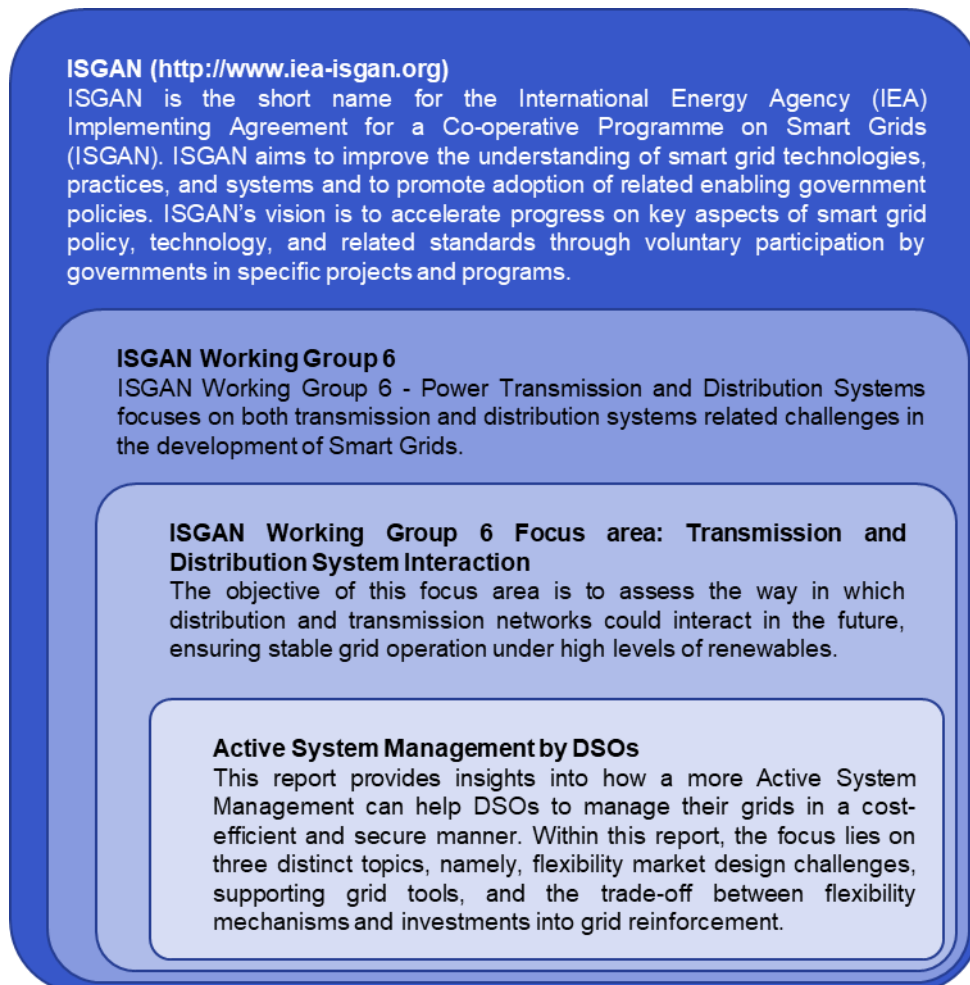 ISGAN (http://www.iea-isgan.org)
ISGAN is the short name for the International Energy Agency (IEA)
Implementing Agreement for a Co-operative Programme on Smart Grids
(ISGAN). ISGAN aims to improve the understanding of smart grid technologies,
practices, and systems and to promote adoption of related enabling government
policies. ISGAN’s vision is to accelerate progress on key aspects of smart grid
policy, technology, and related standards through voluntary participation by
governments in specific projects and programs.
ISGAN Working Group 6
ISGAN Working Group 6 - Power Transmission and Distribution Systems
focuses on both transmission and distribution systems related challenges in
the development of Smart Grids.
ISGAN Working Group 6 Focus area: Transmission and
Distribution System Interaction
The objective of this focus area is to assess the way in which
distribution and transmission networks could interact in the future,
ensuring stable grid operation under high levels of renewables.
Active System Management by DSOs
This report provides insights into how a more Active System
Management can help DSOs to manage their grids in a cost-
efficient and secure manner. Within this report, the focus lies on
three distinct topics, namely, flexibility market design challenges,
supporting grid tools, and the trade-off between flexibility
mechanisms and investments into grid reinforcement.